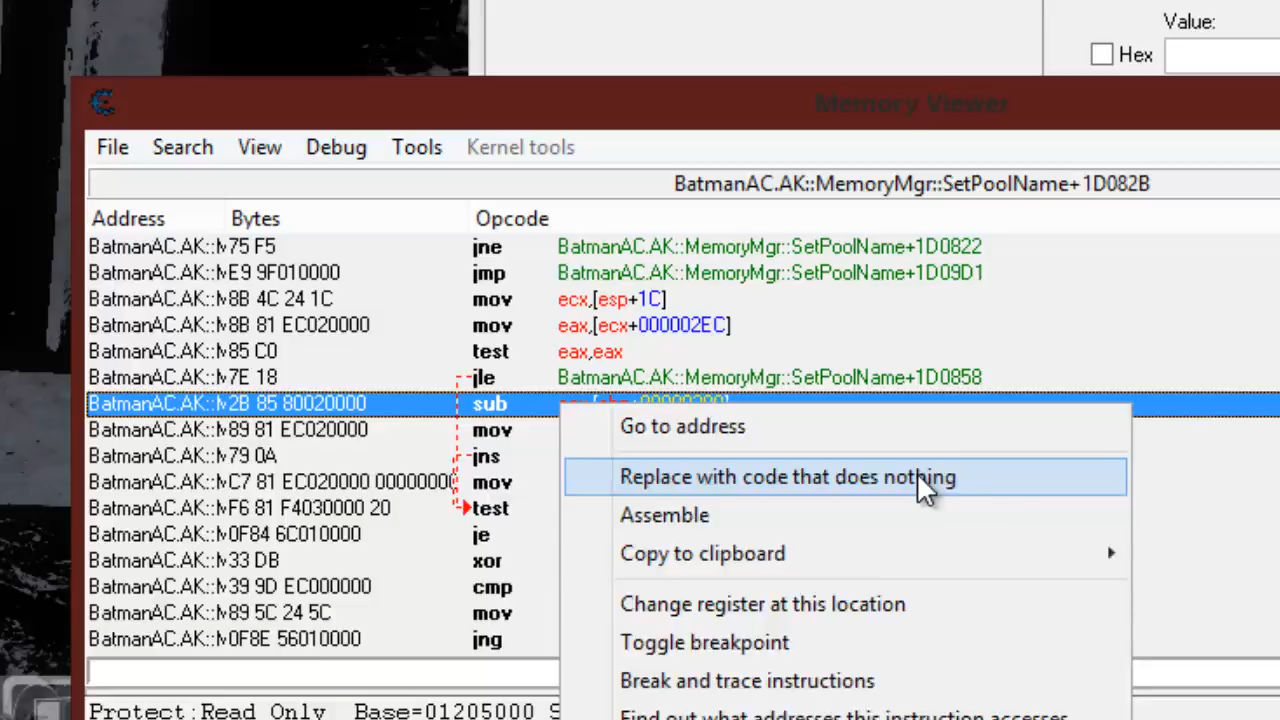 Value:
Hex
Memory Viewer
File Search View Debug Tools Kernel tools
BatmanAC.AK::MemoryMgr::SetPoolName+1D082B
Address Bytes Opcode
BatmanAC.AK::M 75 F5 jne BatmanAC.AK::MemoryMgr::SetPoolName+1D0822
BatmanAC.AK::M E9 9F010000 jmp BatmanAC.AK::MemoryMgr::SetPoolName+1D09D1
BatmanAC.AK::M 8B 4C 24 1C mov ecx,[esp+1C]
BatmanAC.AK::M 8B 81 EC020000 mov eax,[ecx+000002EC]
BatmanAC.AK::M 85 C0 test eax,eax
BatmanAC.AK::M 7E 18 jle BatmanAC.AK::MemoryMgr::SetPoolName+1D0858
BatmanAC.AK::M 2B 85 80020000 sub
BatmanAC.AK::M 89 81 EC020000 mov
BatmanAC.AK::M 79 0A jns
BatmanAC.AK::M C7 81 EC020000 00000000 mov
BatmanAC.AK::M F6 81 F4030000 20 test
BatmanAC.AK::M 0F84 6C010000 je
BatmanAC.AK::M 33 DB xor
BatmanAC.AK::M 39 9D EC000000 cmp
BatmanAC.AK::M 89 5C 24 5C mov
BatmanAC.AK::M 0F8E 56010000 jng
Go to address
Replace with code that does nothing
Assemble
Copy to clipboard
Change register at this location
Toggle breakpoint
Break and trace instructions
Find out what addresses this instruction accesses
Protect:Read Only Base=01205000 S